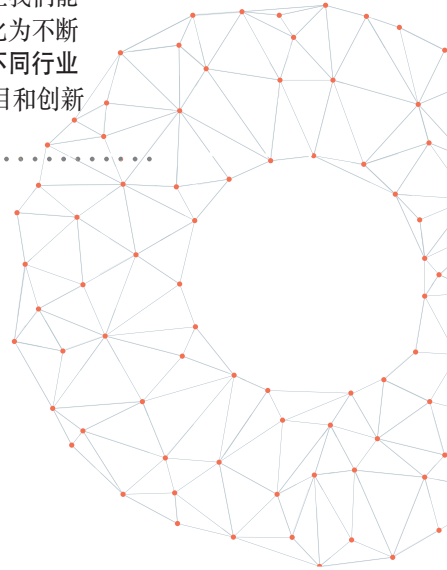 我们能
化为不断
不同行业
目和创新